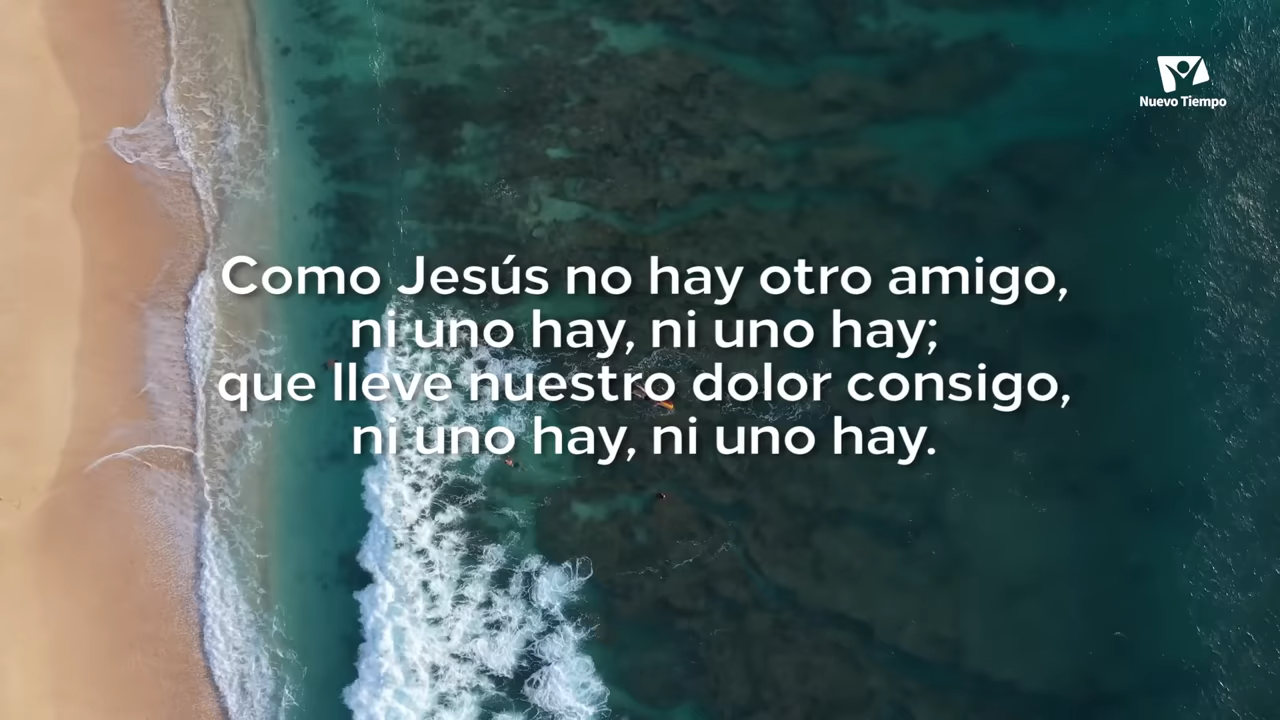 Nuevo Tiempo
Como Jesús no hay otro amigo,
ni uno hay, ni uno hay;
que lleve nuestro dolor consigo,
ni uno hay, ni uno hay.